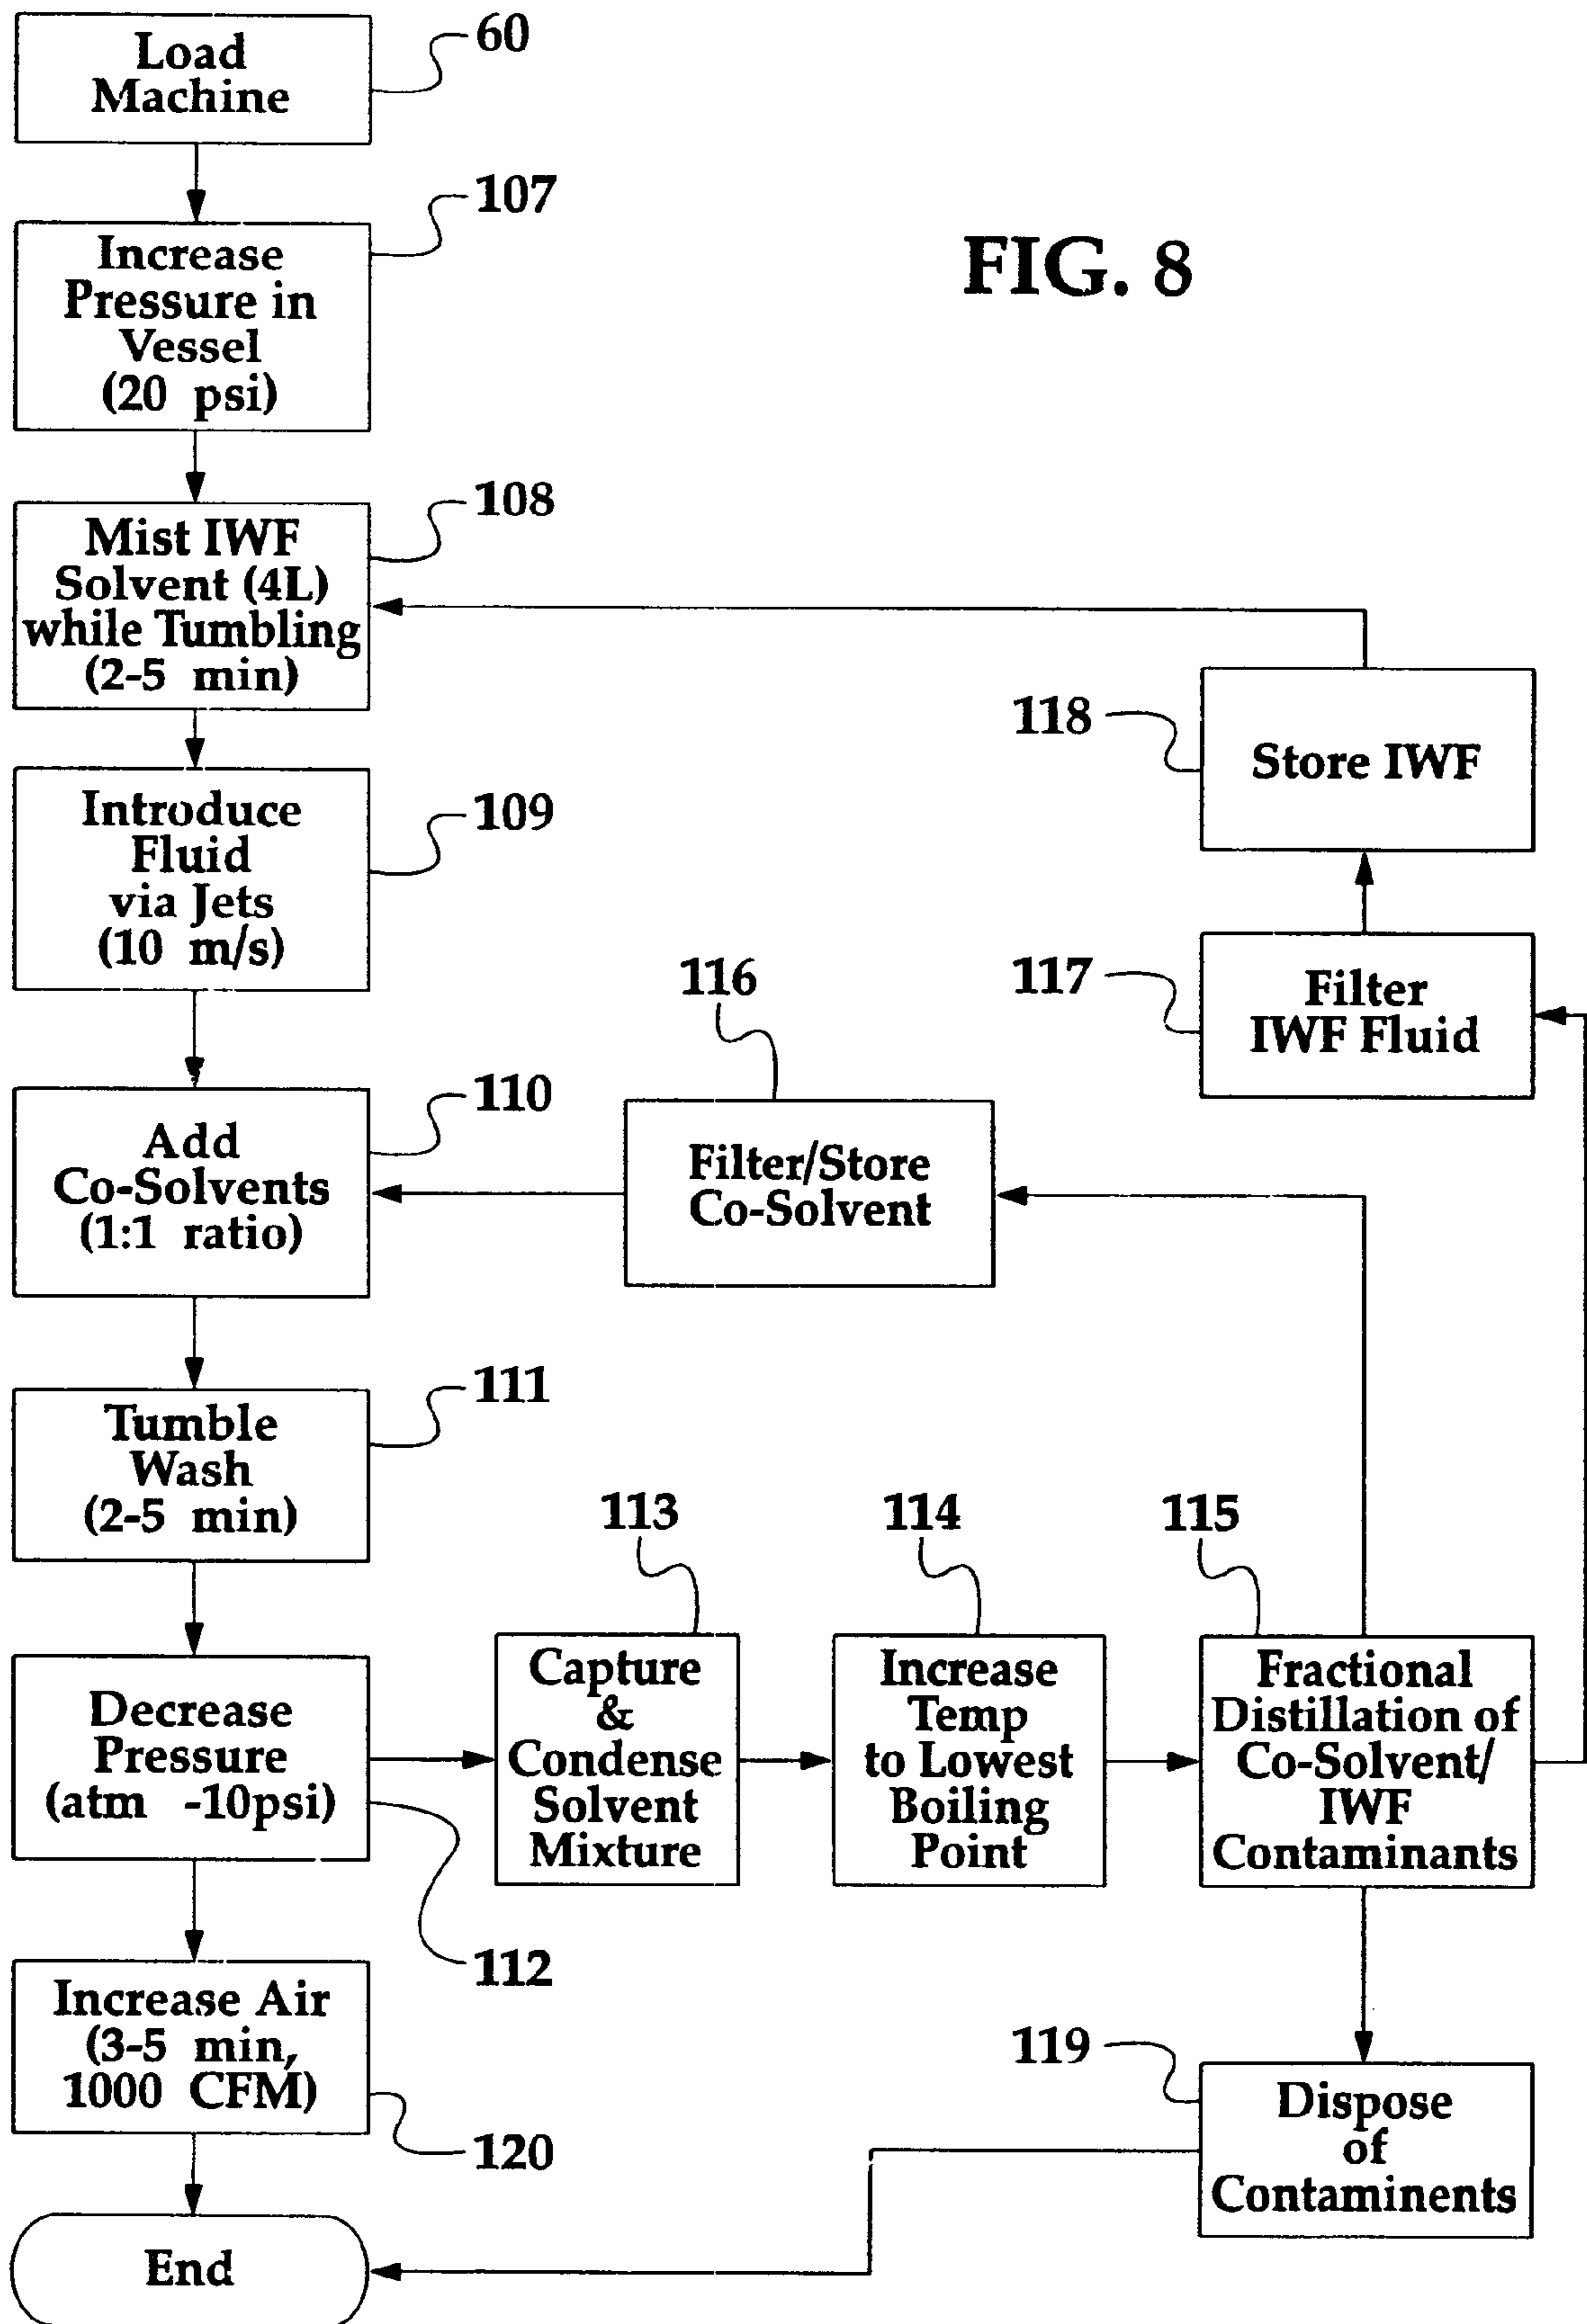 Load
Machine
60
Increase
Pressure in
Vessel
(20 psi)
107
FIG. 8
Mist IWF
Solvent (4L)
while Tumbling
(2-5 min)
108
Introduce
Fluid
via Jets
(10 m/s)
109
118
Store IWF
117
Filter
IWF Fluid
116
Filter/Store
Co-Solvent
Add
Co-Solvents
(1:1 ratio)
110
Tumble
Wash
(2-5 min)
111
Decrease
Pressure
(atm -10psi)
112
113
Capture
&
Condense
Solvent
Mixture
114
Increase
Temp
to Lowest
Boiling
Point
115
Fractional
Distillation of
Co-Solvent/
IWF
Contaminants
Increase Air
(3-5 min,
1000 CFM)
120
119
Dispose
of
Contaminents
End